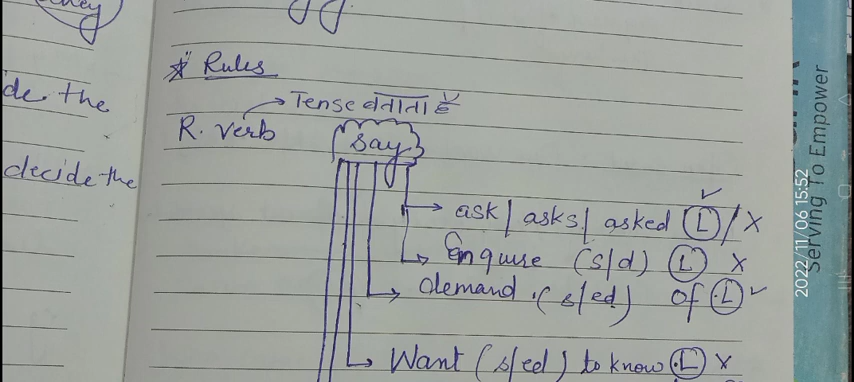 de the
decide the
* Rules
→ Tense बताता है
R. verb
Say
→ ask / asks / asked (L) ✓ / X
→ Enquire (s/d) (L) X
→ demand (s/ed) of (L) ✓
→ Want (s/ed) to know (L) X
2022/11/06 15:52
Serving To Empower